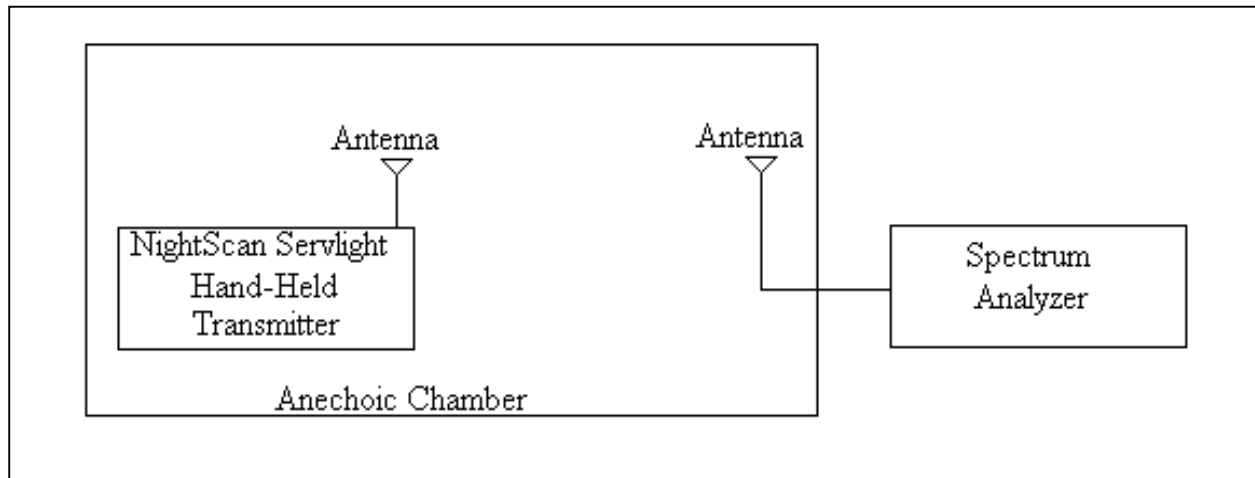 Antenna
Antenna
NightScan Servlight
Hand-Held
Transmitter
Spectrum
Analyzer
Anechoic Chamber